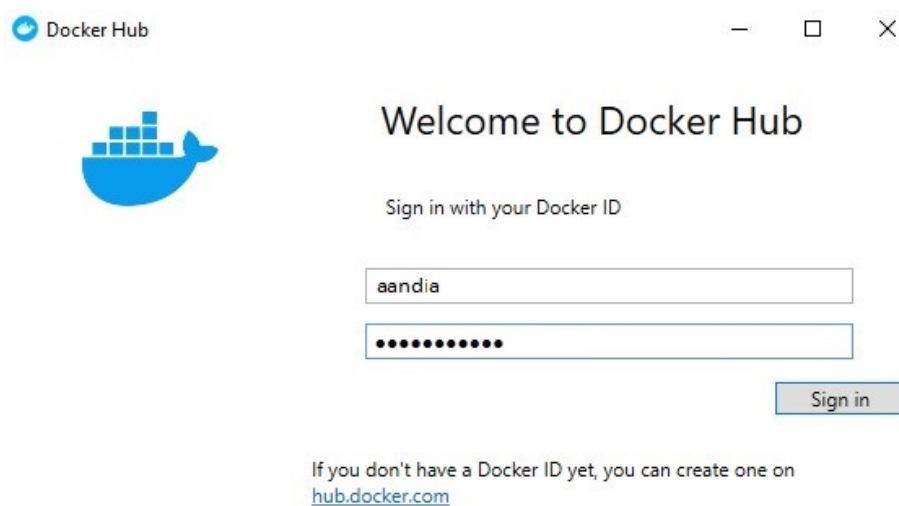 Docker Hub
Welcome to Docker Hub
Sign in with your Docker ID
aandia
•••••••••••
Sign in
If you don't have a Docker ID yet, you can create one on
hub.docker.com